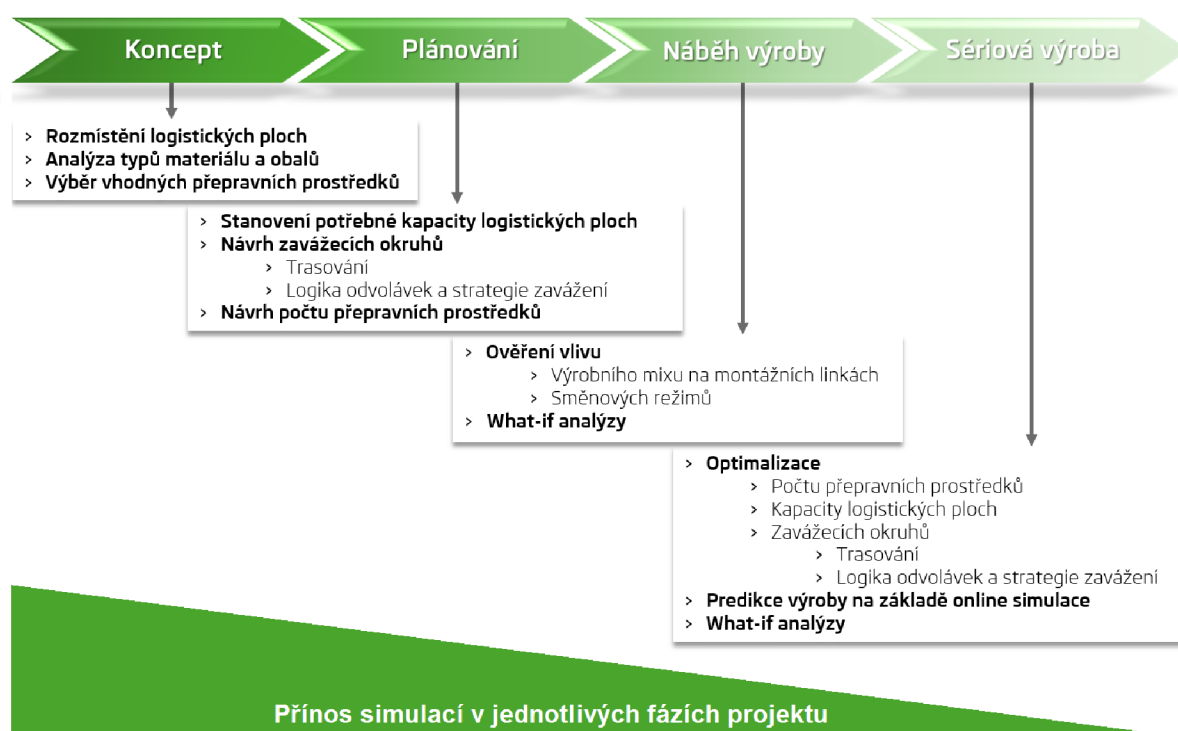 Koncept
Plánování
Náběh výroby
Sériová výroba
› Rozmístění logistických ploch
› Analýza typů materiálu a obalů
› Výběr vhodných přepravních prostředků
› Stanovení potřebné kapacity logistických ploch
› Návrh zavážecích okruhů
› Trasování
› Logika odvolávek a strategie zavážení
› Návrh počtu přepravních prostředků
› Ověření vlivu
› Výrobního mixu na montážních linkách
› Směnových režimů
› What-if analýzy
› Optimalizace
› Počtu přepravních prostředků
› Kapacity logistických ploch
› Zavážecích okruhů
› Trasování
› Logika odvolávek a strategie zavážení
› Predikce výroby na základě online simulace
› What-if analýzy
Přínos simulací v jednotlivých fázích projektu